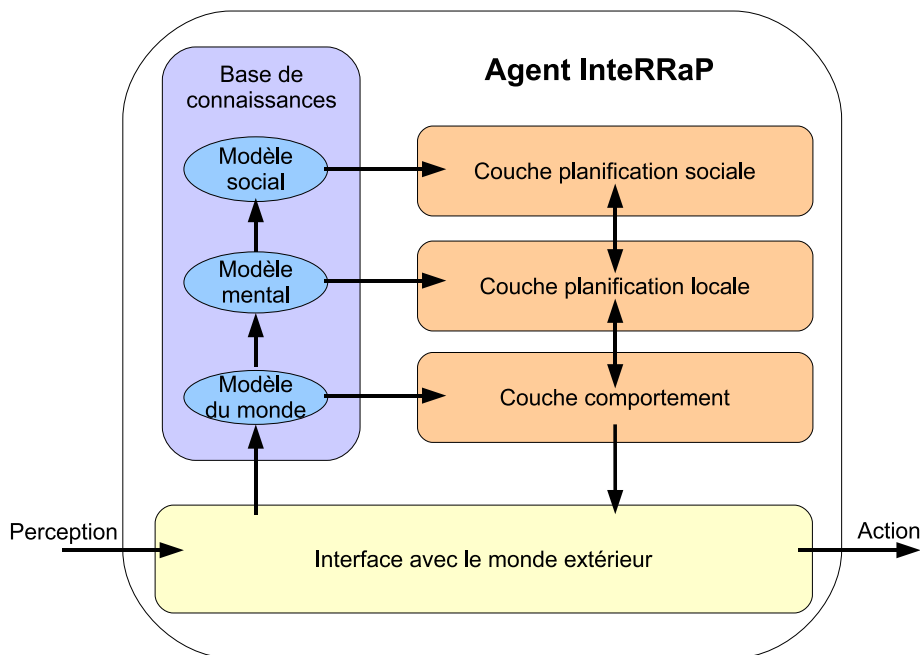 Agent InteRRaP
Base de
connaissances
Modèle
social
Couche planification sociale
Modèle
mental
Couche planification locale
Modèle
du monde
Couche comportement
Perception
Interface avec le monde extérieur
Action